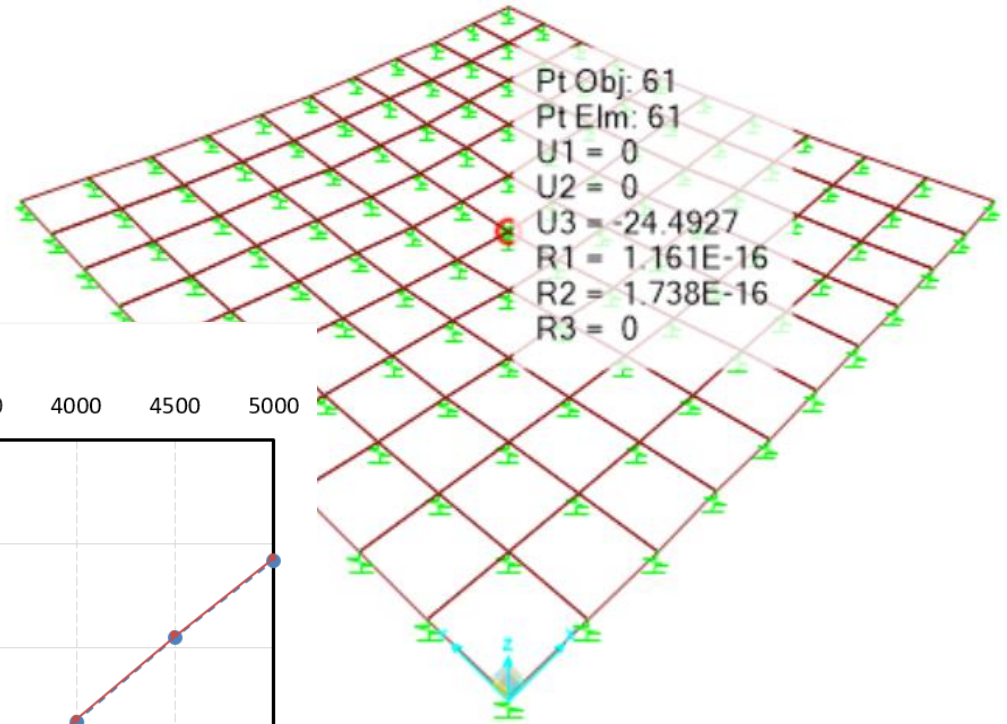 Pt Obj: 61
Pt Elm: 61
U1 = 0
U2 = 0
U3 = -24.4927
R1 = 1.161E-16
R2 = 1.738E-16
R3 = 0
0 4000 4500 5000
z